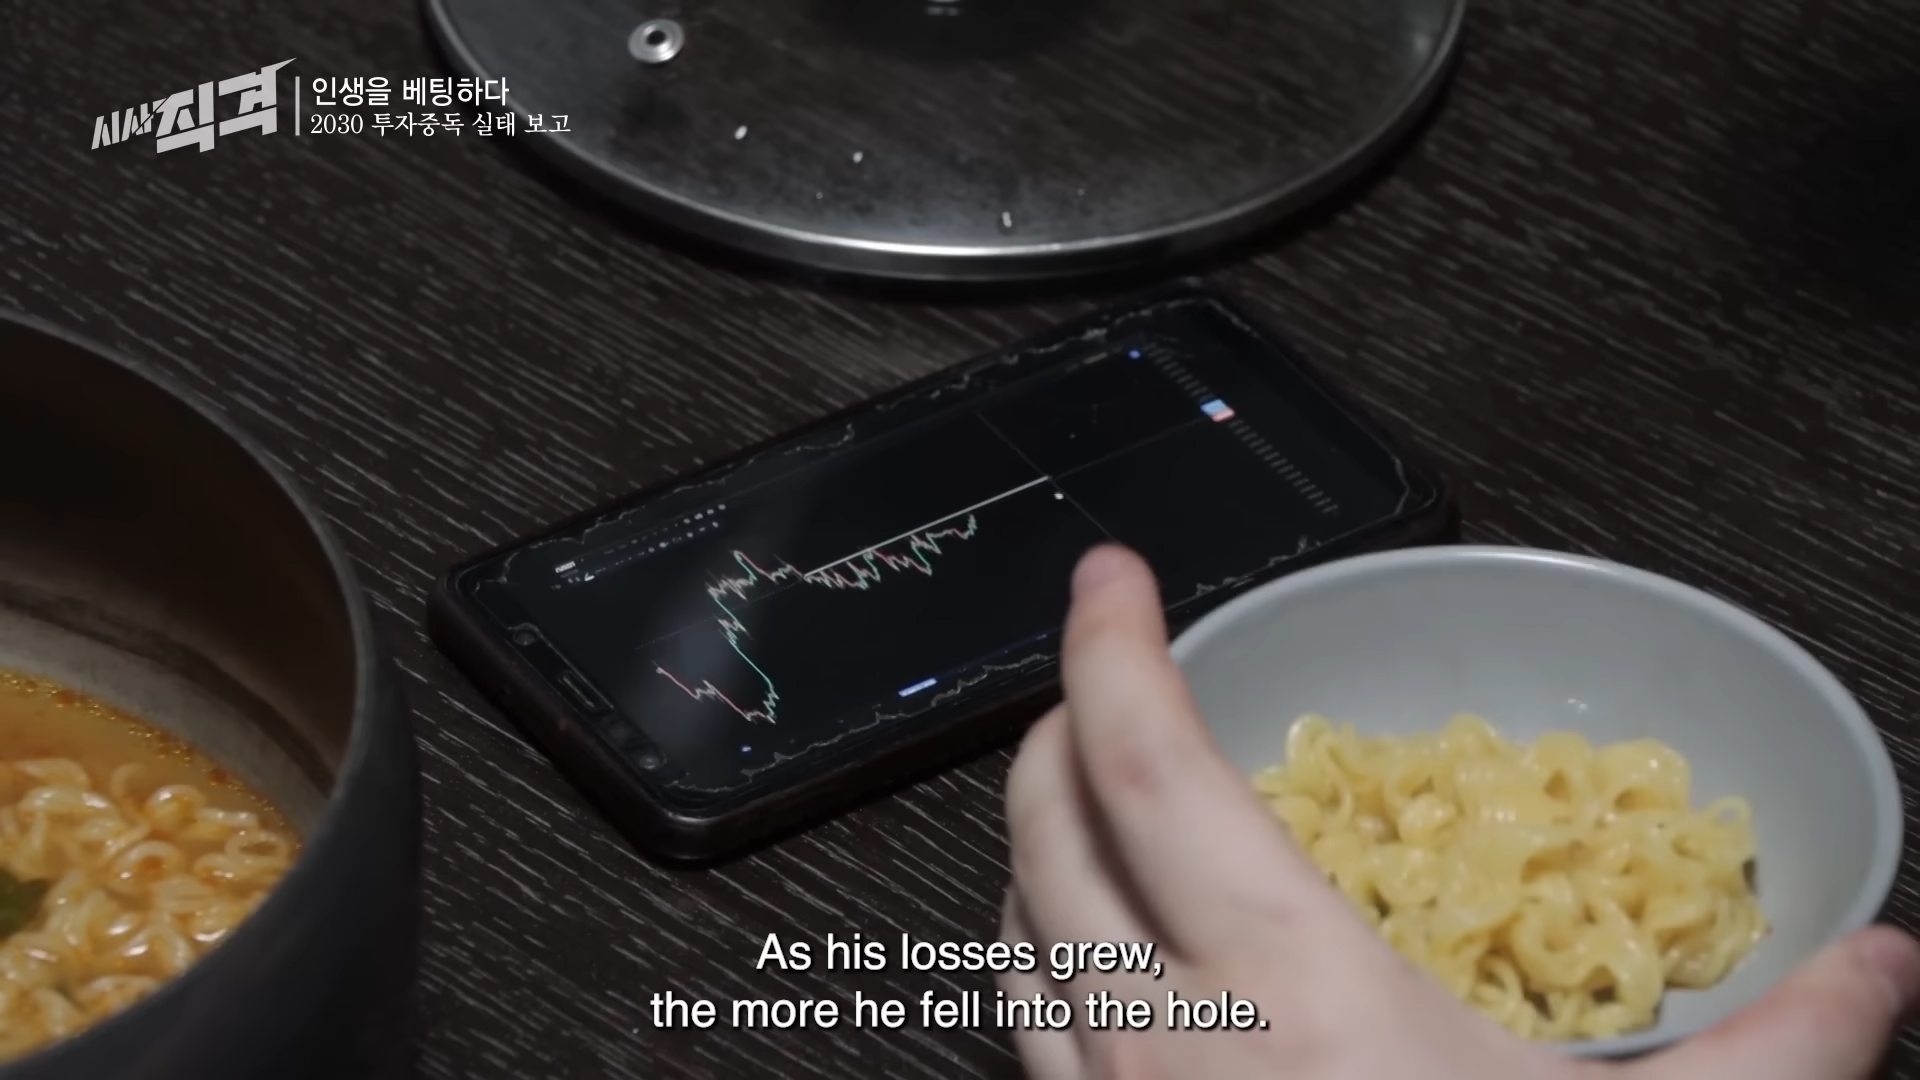 시사직격
인생을 베팅하다
2030 투자중독 실태 보고
As his losses grew,
the more he fell into the hole.